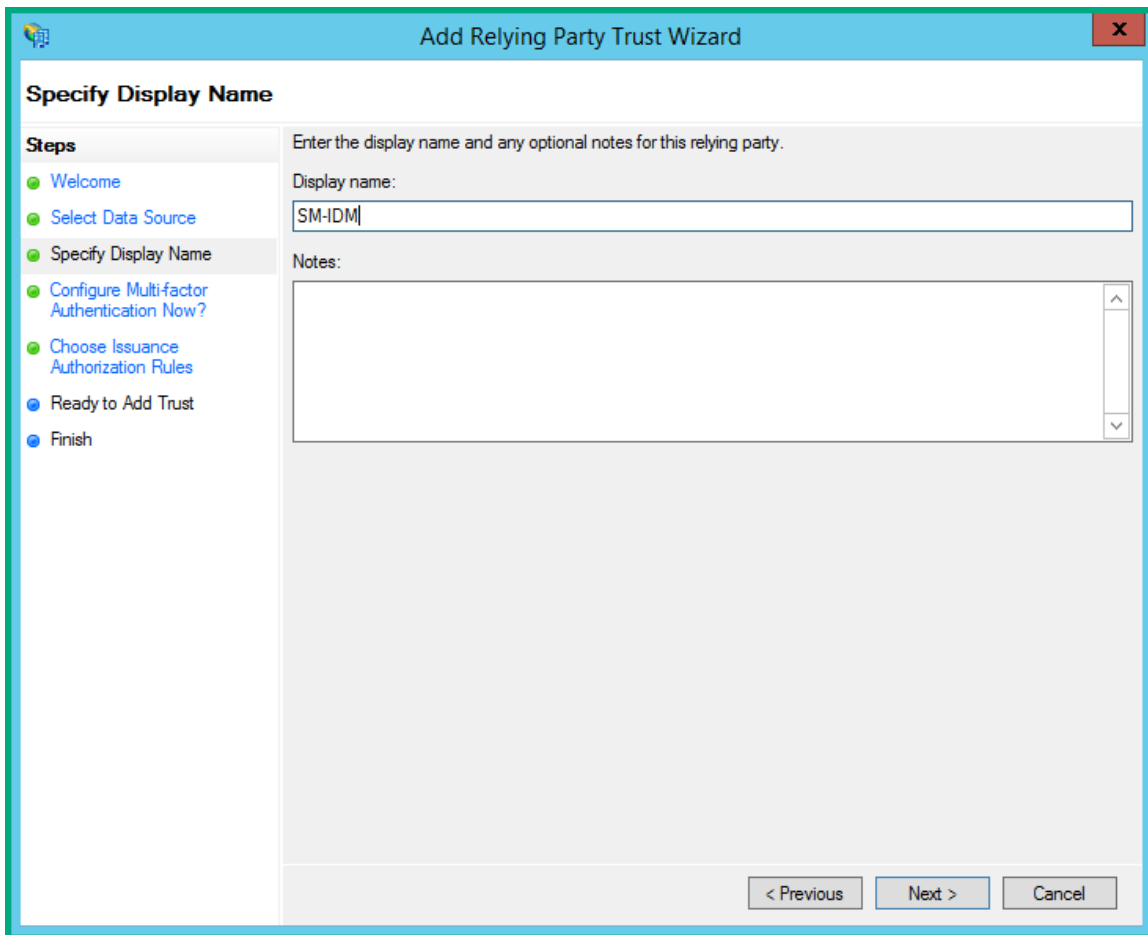 Add Relying Party Trust Wizard
x
Specify Display Name
Steps
Welcome
Select Data Source
Specify Display Name
Configure Multi-factor
Authentication Now?
Choose Issuance
Authorization Rules
Ready to Add Trust
Finish
Enter the display name and any optional notes for this relying party.
Display name:
SM-IDM
Notes:
< Previous
Next >
Cancel